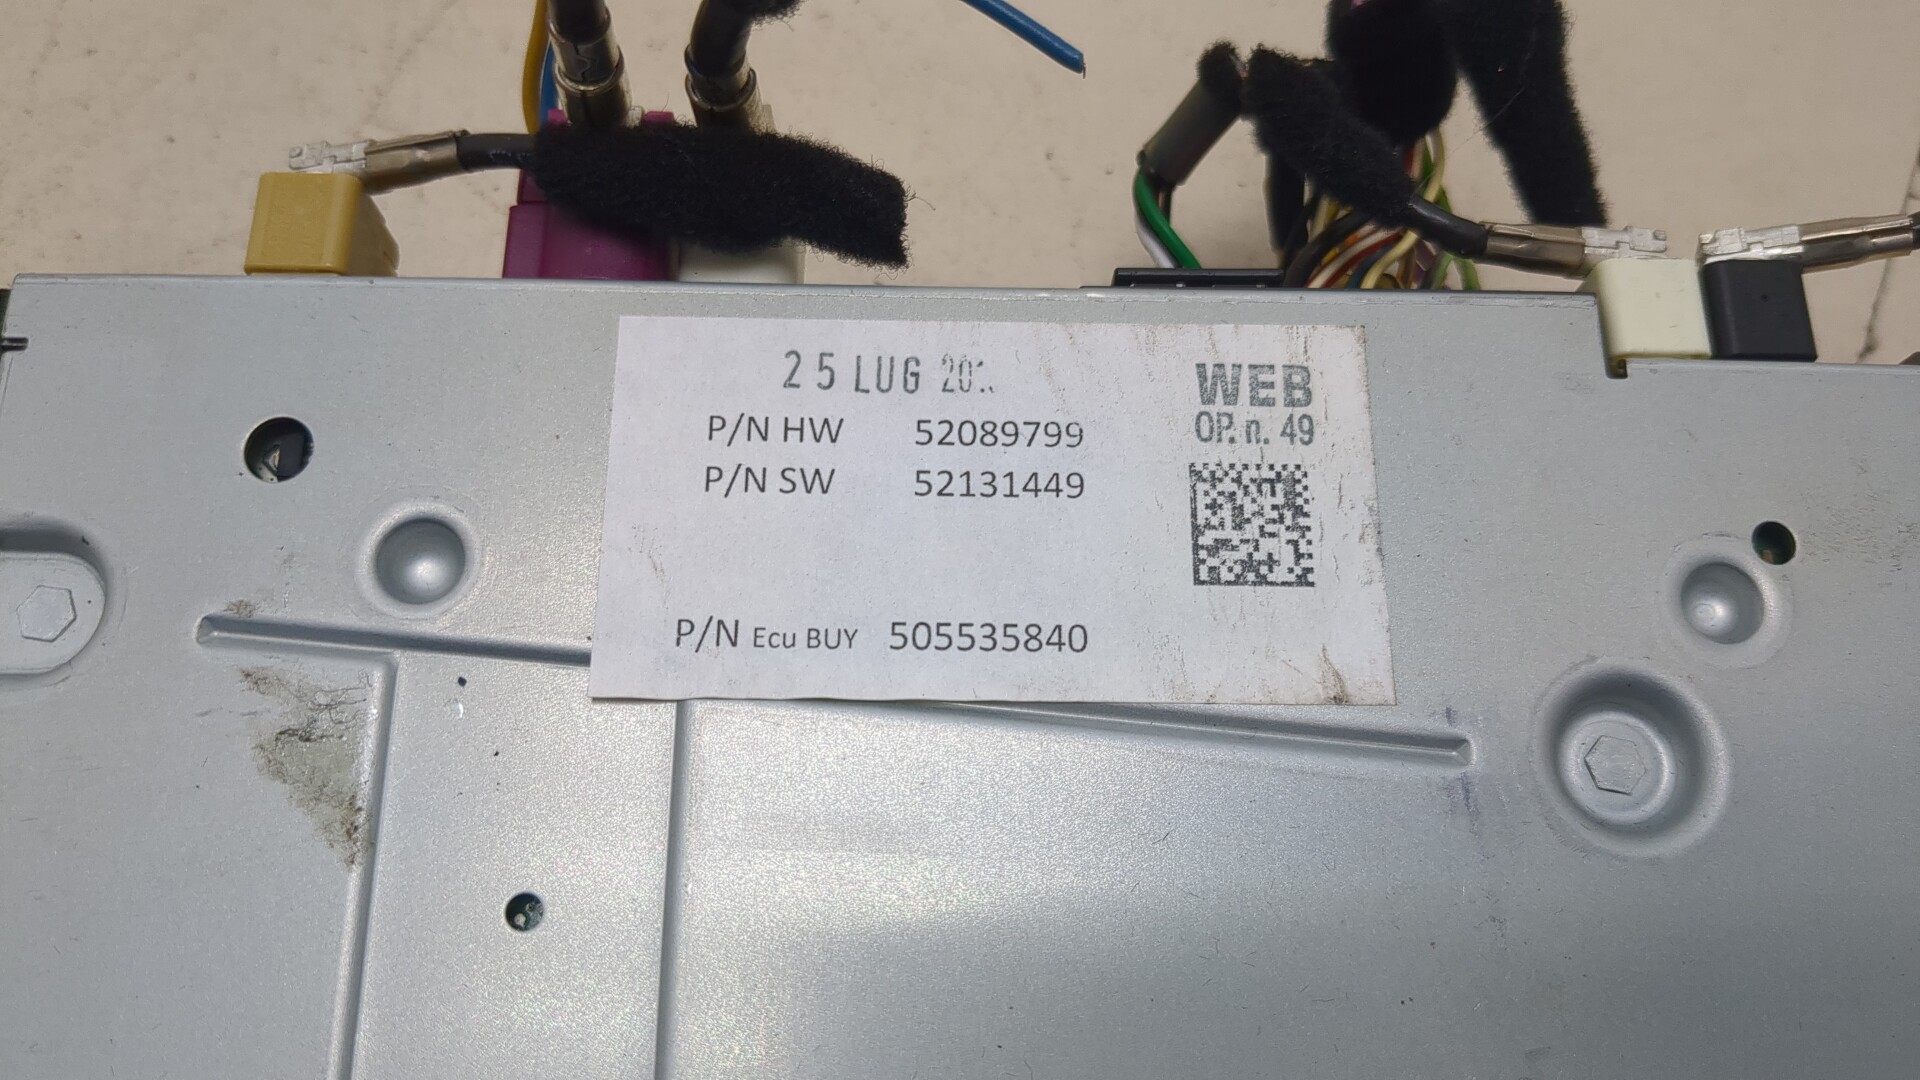 25 LUG
WEB
OP. n. 49
P/N HW 52089799
P/N SW 52131449
P/N Ecu BUY 505535840